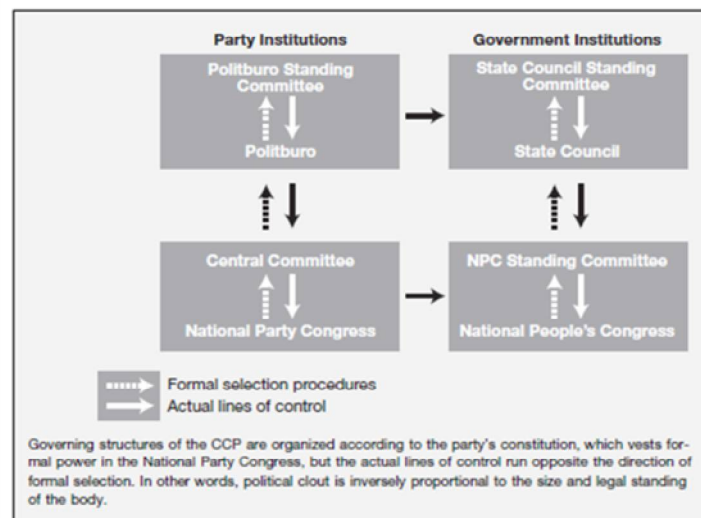 Party Institutions
Government Institutions
Politburo Standing
Committee
Politburo
State Council Standing
Committee
State Council
Central Committee
National Party Congress
NPC Standing Committee
National People's Congress
Formal selection procedures
Actual lines of control
Governing structures of the CCP are organized according to the party's constitution, which vests for-
mal power in the National Party Congress, but the actual lines of control run opposite the direction of
formal selection. In other words, political clout is inversely proportional to the size and legal standing
of the body.